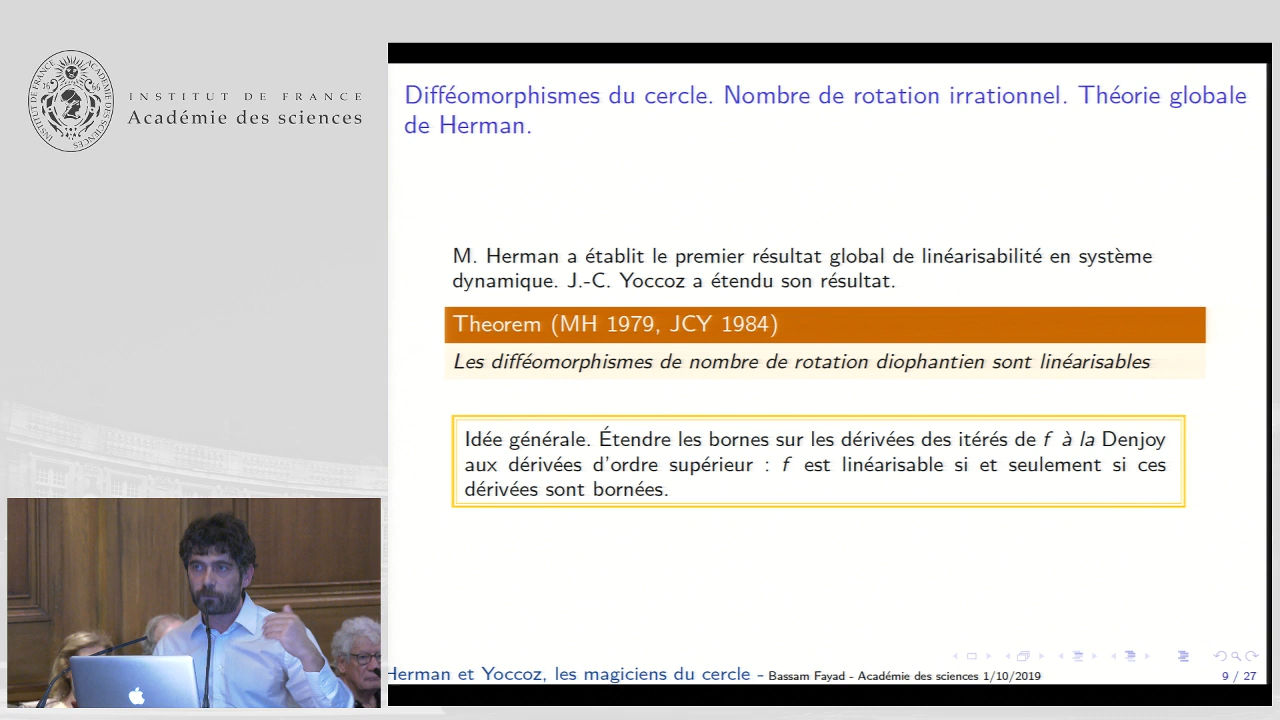 INSTITUT DE FRANCE
Académie des sciences
Difféomorphismes du cercle. Nombre de rotation irrationnel. Théorie globale
de Herman.
M. Herman a établit le premier résultat global de linéarisabilité en système
dynamique. J.-C. Yoccoz a étendu son résultat.
Theorem (MH 1979, JCY 1984)
Les difféomorphismes de nombre de rotation diophantien sont linéarisables
Idée générale. Étendre les bornes sur les dérivées des itérés de f à la Denjoy
aux dérivées d'ordre supérieur : f est linéarisable si et seulement si ces
dérivées sont bornées.
Herman et Yoccoz, les magiciens du cercle - Bassam Fayad - Académie des sciences 1/10/2019
9 / 27